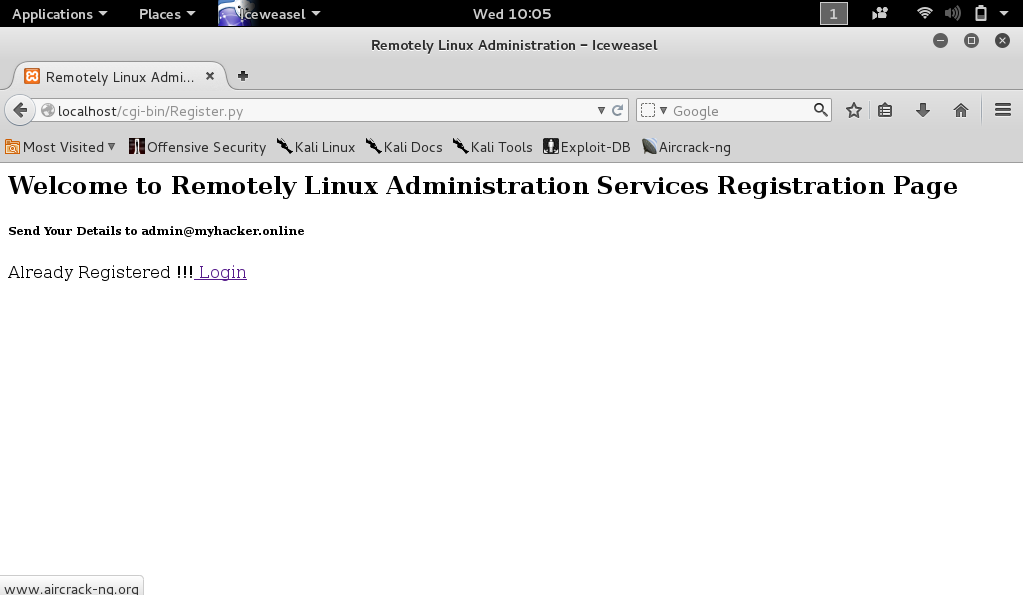 Applications Places Iceweasel Wed 10:05 1
Remotely Linux Administration – Iceweasel
Remotely Linux Admi...
localhost/cgi-bin/Register.py Google
Most Visited Offensive Security Kali Linux Kali Docs Kali Tools Exploit-DB Aircrack-ng
Welcome to Remotely Linux Administration Services Registration Page
Send Your Details to admin@myhacker.online
Already Registered !!! Login
www.aircrack-ng.org